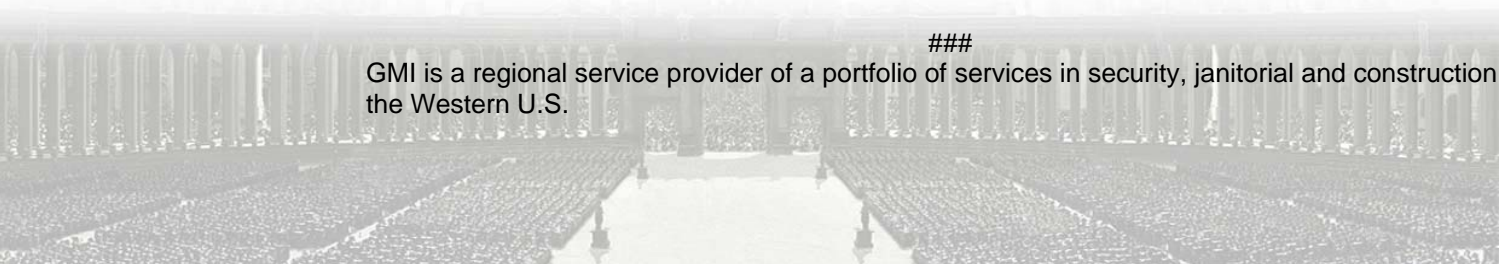 ###
GMI is a regional service provider of a portfolio of services in security, janitorial and construction
the Western U.S.